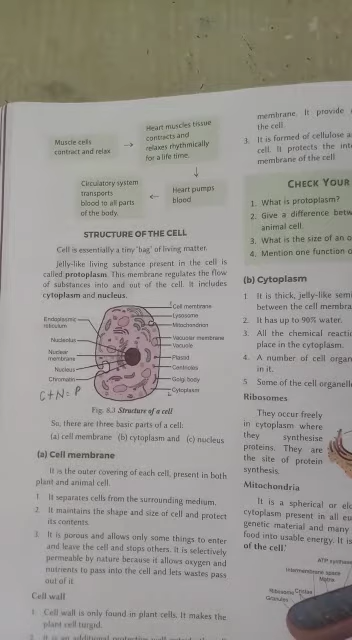 Muscle cells
contract and relax
Heart muscles tissue
contracts and
relaxes rhythmically
for a life time.
Circulatory system
transports
blood to all parts
of the body.
Heart pumps
blood
STRUCTURE OF THE CELL
Cell is essentially a tiny 'bag' of living matter.
Jelly-like living substance present in the cell is
called protoplasm. This membrane regulates the flow
of substances into and out of the cell. It includes
cytoplasm and nucleus.
Endoplasmic
reticulum
Nucleolus
Nuclear
membrane
Nucleus
Chromatin
C+N=P
Cell membrane
Lysosome
Mitochondrion
Vacuolar membrane
Vacuole
Plastid
Centrioles
Golgi body
Cytoplasm
Fig. 6.3 Structure of a cell
So, there are three basic parts of a cell:
(a) cell membrane (b) cytoplasm and (c) nucleus
(a) Cell membrane
It is the outer covering of each cell, present in both
plant and animal cell.
1 It separates cells from the surrounding medium.
2 It maintains the shape and size of cell and protect
its contents.
3 It is porous and allows only some things to enter
and leave the cell and stops others. It is selectively
permeable by nature because it allows oxygen and
nutrients to pass into the cell and lets wastes pass
out of it.
Cell wall
1 Cell wall is only found in plant cells. It makes the
plant cell turgid.
2 It is an additional
membrane. It provide
the cell.
3. It is formed of cellulose
cell. It protects the
membrane of the cell
CHECK YOUR
1. What is protoplasm?
2. Give a difference
animal cell.
3. What is the size of an
4. Mention one function
(b) Cytoplasm
1 It is thick, jelly-like
between the cell
2. It has up to 90% water.
3. All the chemical
place in the cytoplasm.
4. A number of cell
in it.
5 Some of the cell
Ribosomes
They occur freely
in cytoplasm where
they synthesise
proteins. They are
the site of protein
synthesis.
Mitochondria
It is a spherical or
cytoplasm present in all
genetic material and many
food into usable energy. It
of the cell.'
ATP
Intermembrane space
Matrix
Ribosome Cristae
Granules